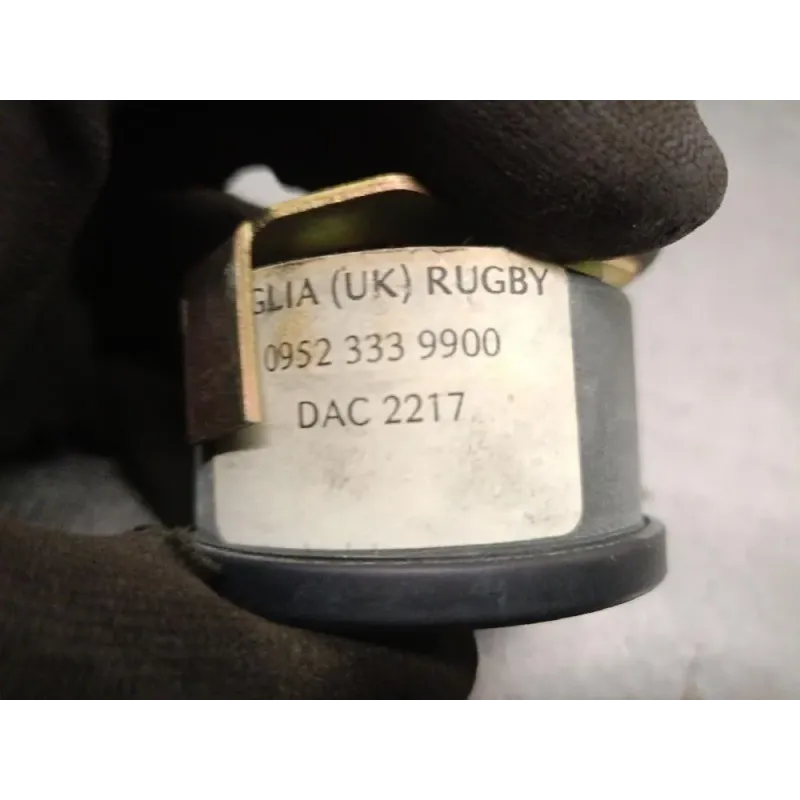 GLIA (UK) RUGBY
0952 333 9900
DAC 2217